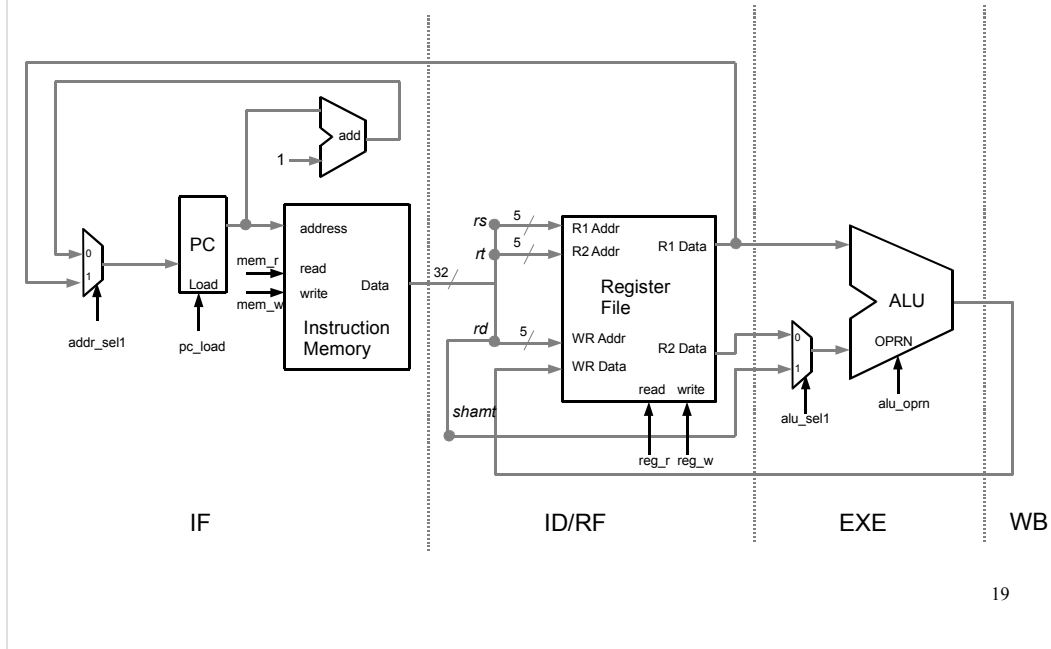 add
1
0
1
addr_sel1
PC
Load
pc_load
mem_r
mem_w
address
read
write
Data
Instruction
Memory
32
rs
5
rt
5
rd
5
shamt
R1 Addr
R2 Addr
R1 Data
Register
File
WR Addr
WR Data
R2 Data
read write
reg_r reg_w
0
1
alu_sel1
ALU
OPRN
alu_oprn
IF
ID/RF
EXE
WB
19